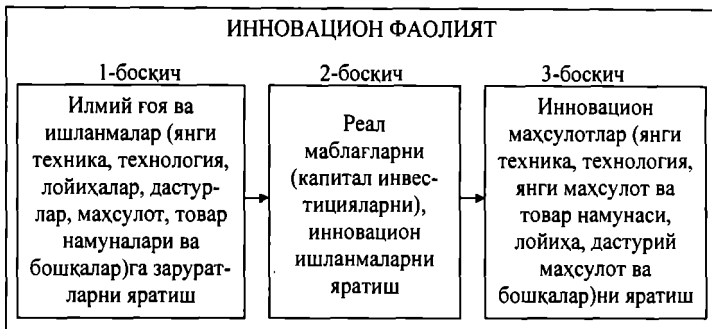 ИННОВАЦИОН ФАОЛИЯТ
1-босқич
Илмий ғоя ва
ишланмалар (янги
техника, технология,
лойиҳалар, дастур-
лар, маҳсулот, товар
намуналари ва
бошқалар)га зарурат-
ларни яратиш
2-босқич
Реал
маблағларни
(капитал инвес-
тицияларни),
инновацион
ишланмаларни
яратиш
3-босқич
Инновацион
маҳсулотлар (янги
техника, технология,
янги маҳсулот ва
товар намунаси,
лойиҳа, дастурий
маҳсулот ва
бошқалар)ни яратиш